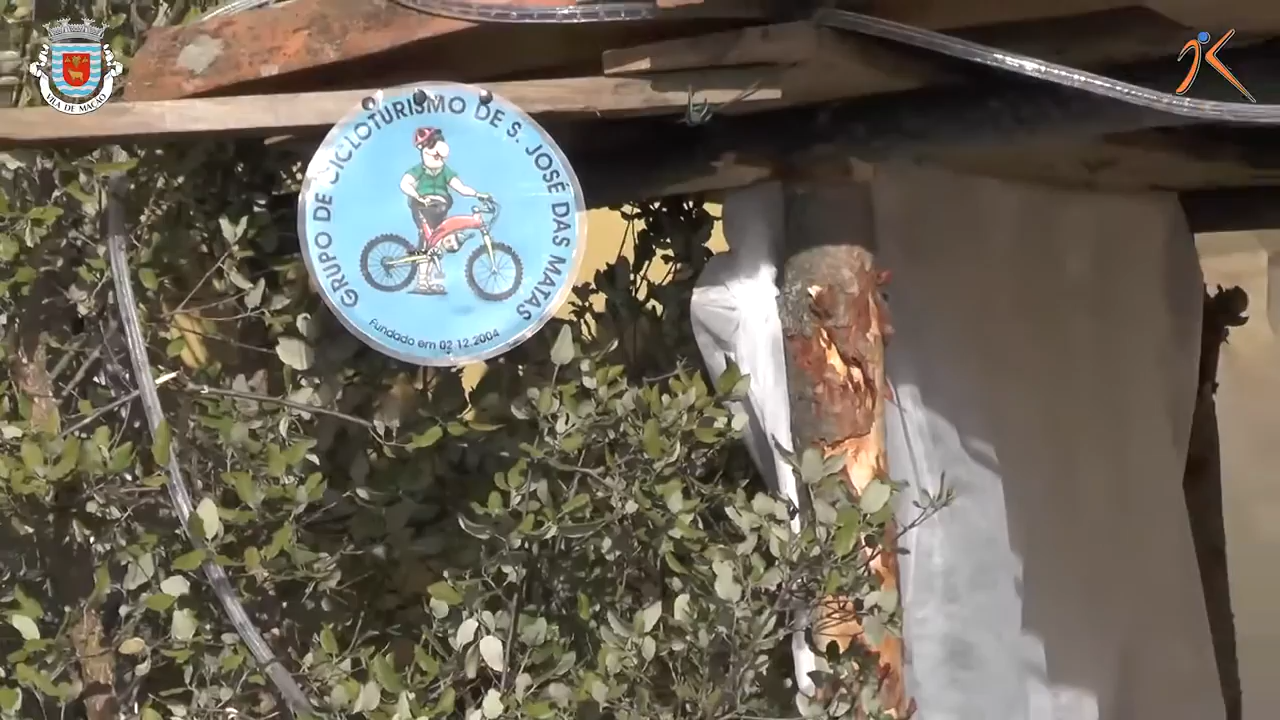 VILA DE MAÇÃO
GRUPO DE CICLOTURISMO DE S. JOSÉ DAS MATAS
Fundado em 02.12.2004